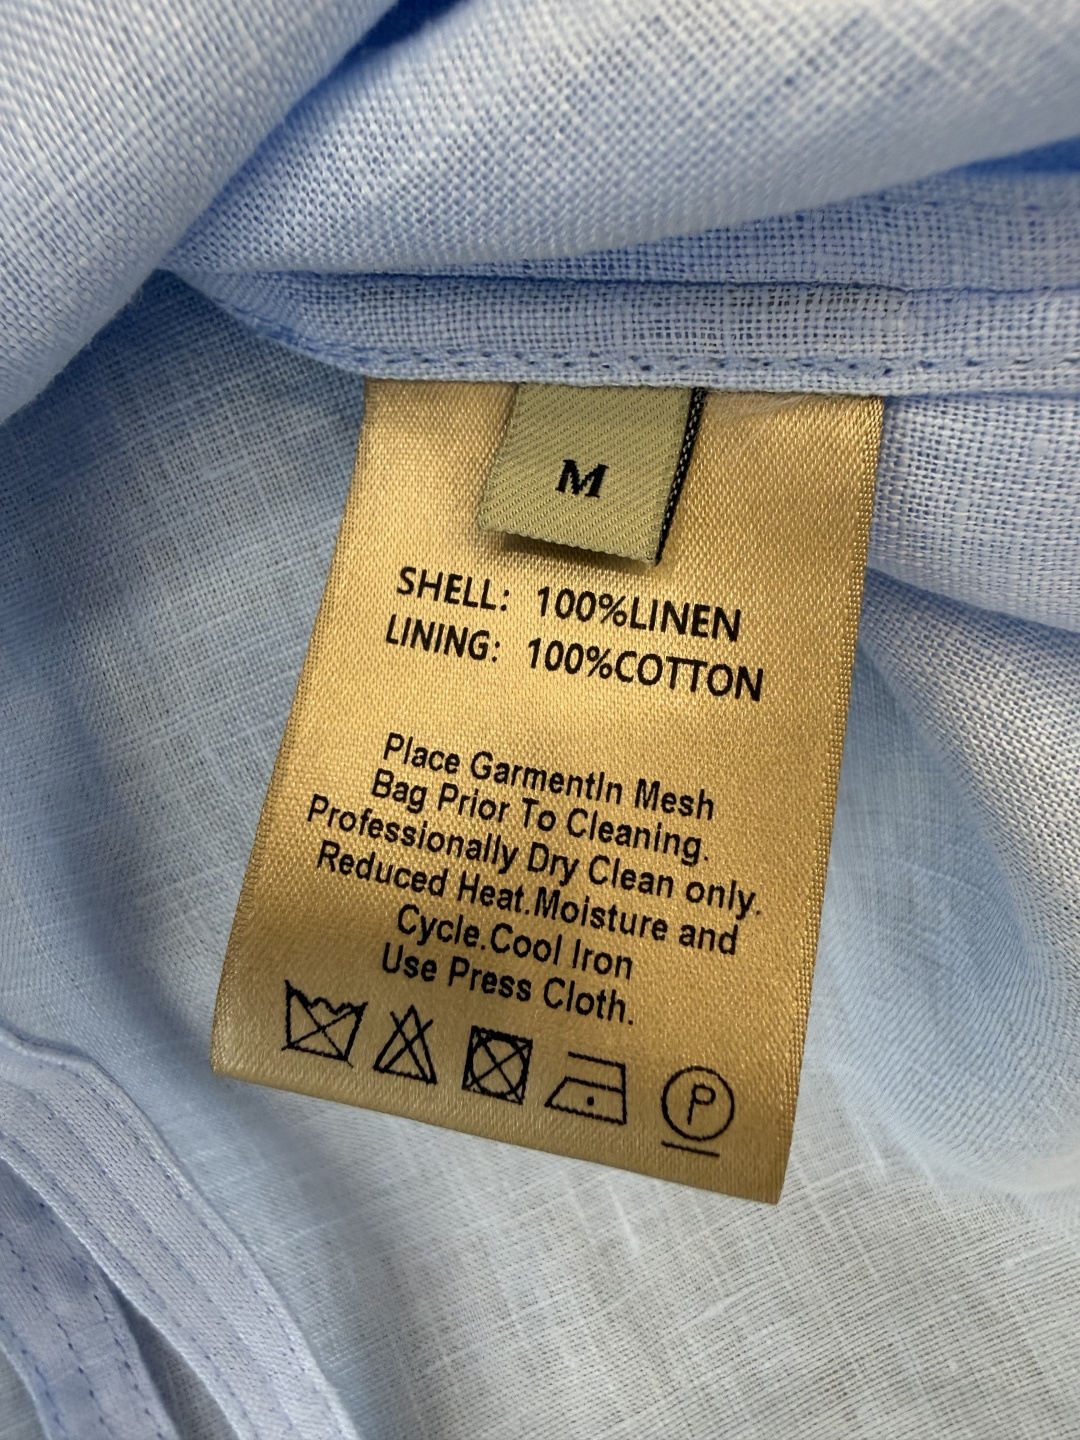 M
SHELL: 100%LINEN
LINING: 100%COTTON
Place GarmentIn Mesh
Bag Prior To Cleaning.
Professionally Dry Clean only.
Reduced Heat.Moisture and
Cycle.Cool Iron
Use Press Cloth.
P